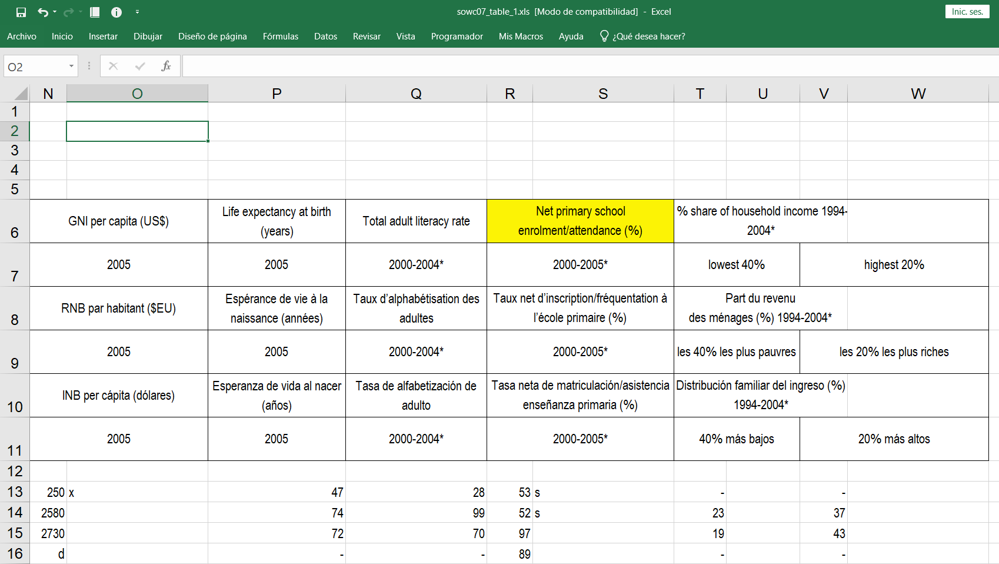 sowc07_table_1.xls [Modo de compatibilidad] - Excel
Inic. ses.
Archivo Inicio Insertar Dibujar Diseño de página Fórmulas Datos Revisar Vista Programador Mis Macros Ayuda ¿Qué desea hacer?
O2 fx
N O P Q R S T U V W
1
2
3
4
5
6
GNI per capita (US$)
Life expectancy at birth
(years)
Total adult literacy rate
Net primary school
enrolment/attendance (%)
% share of household income 1994-
2004*
7 2005 2005 2000-2004* 2000-2005* lowest 40% highest 20%
8
RNB par habitant ($EU)
Espérance de vie à la
naissance (années)
Taux d’alphabétisation des
adultes
Taux net d’inscription/fréquentation à
l’école primaire (%)
Part du revenu
des ménages (%) 1994-2004*
9 2005 2005 2000-2004* 2000-2005* les 40% les plus pauvres les 20% les plus riches
10
INB per cápita (dólares)
Esperanza de vida al nacer
(años)
Tasa de alfabetización de
adulto
Tasa neta de matriculación/asistencia
enseñanza primaria (%)
Distribución familiar del ingreso (%)
1994-2004*
11 2005 2005 2000-2004* 2000-2005* 40% más bajos 20% más altos
12
13 250 x 47 28 53 s - -
14 2580 74 99 52 s 23 37
15 2730 72 70 97 19 43
16 d - - 89 - -